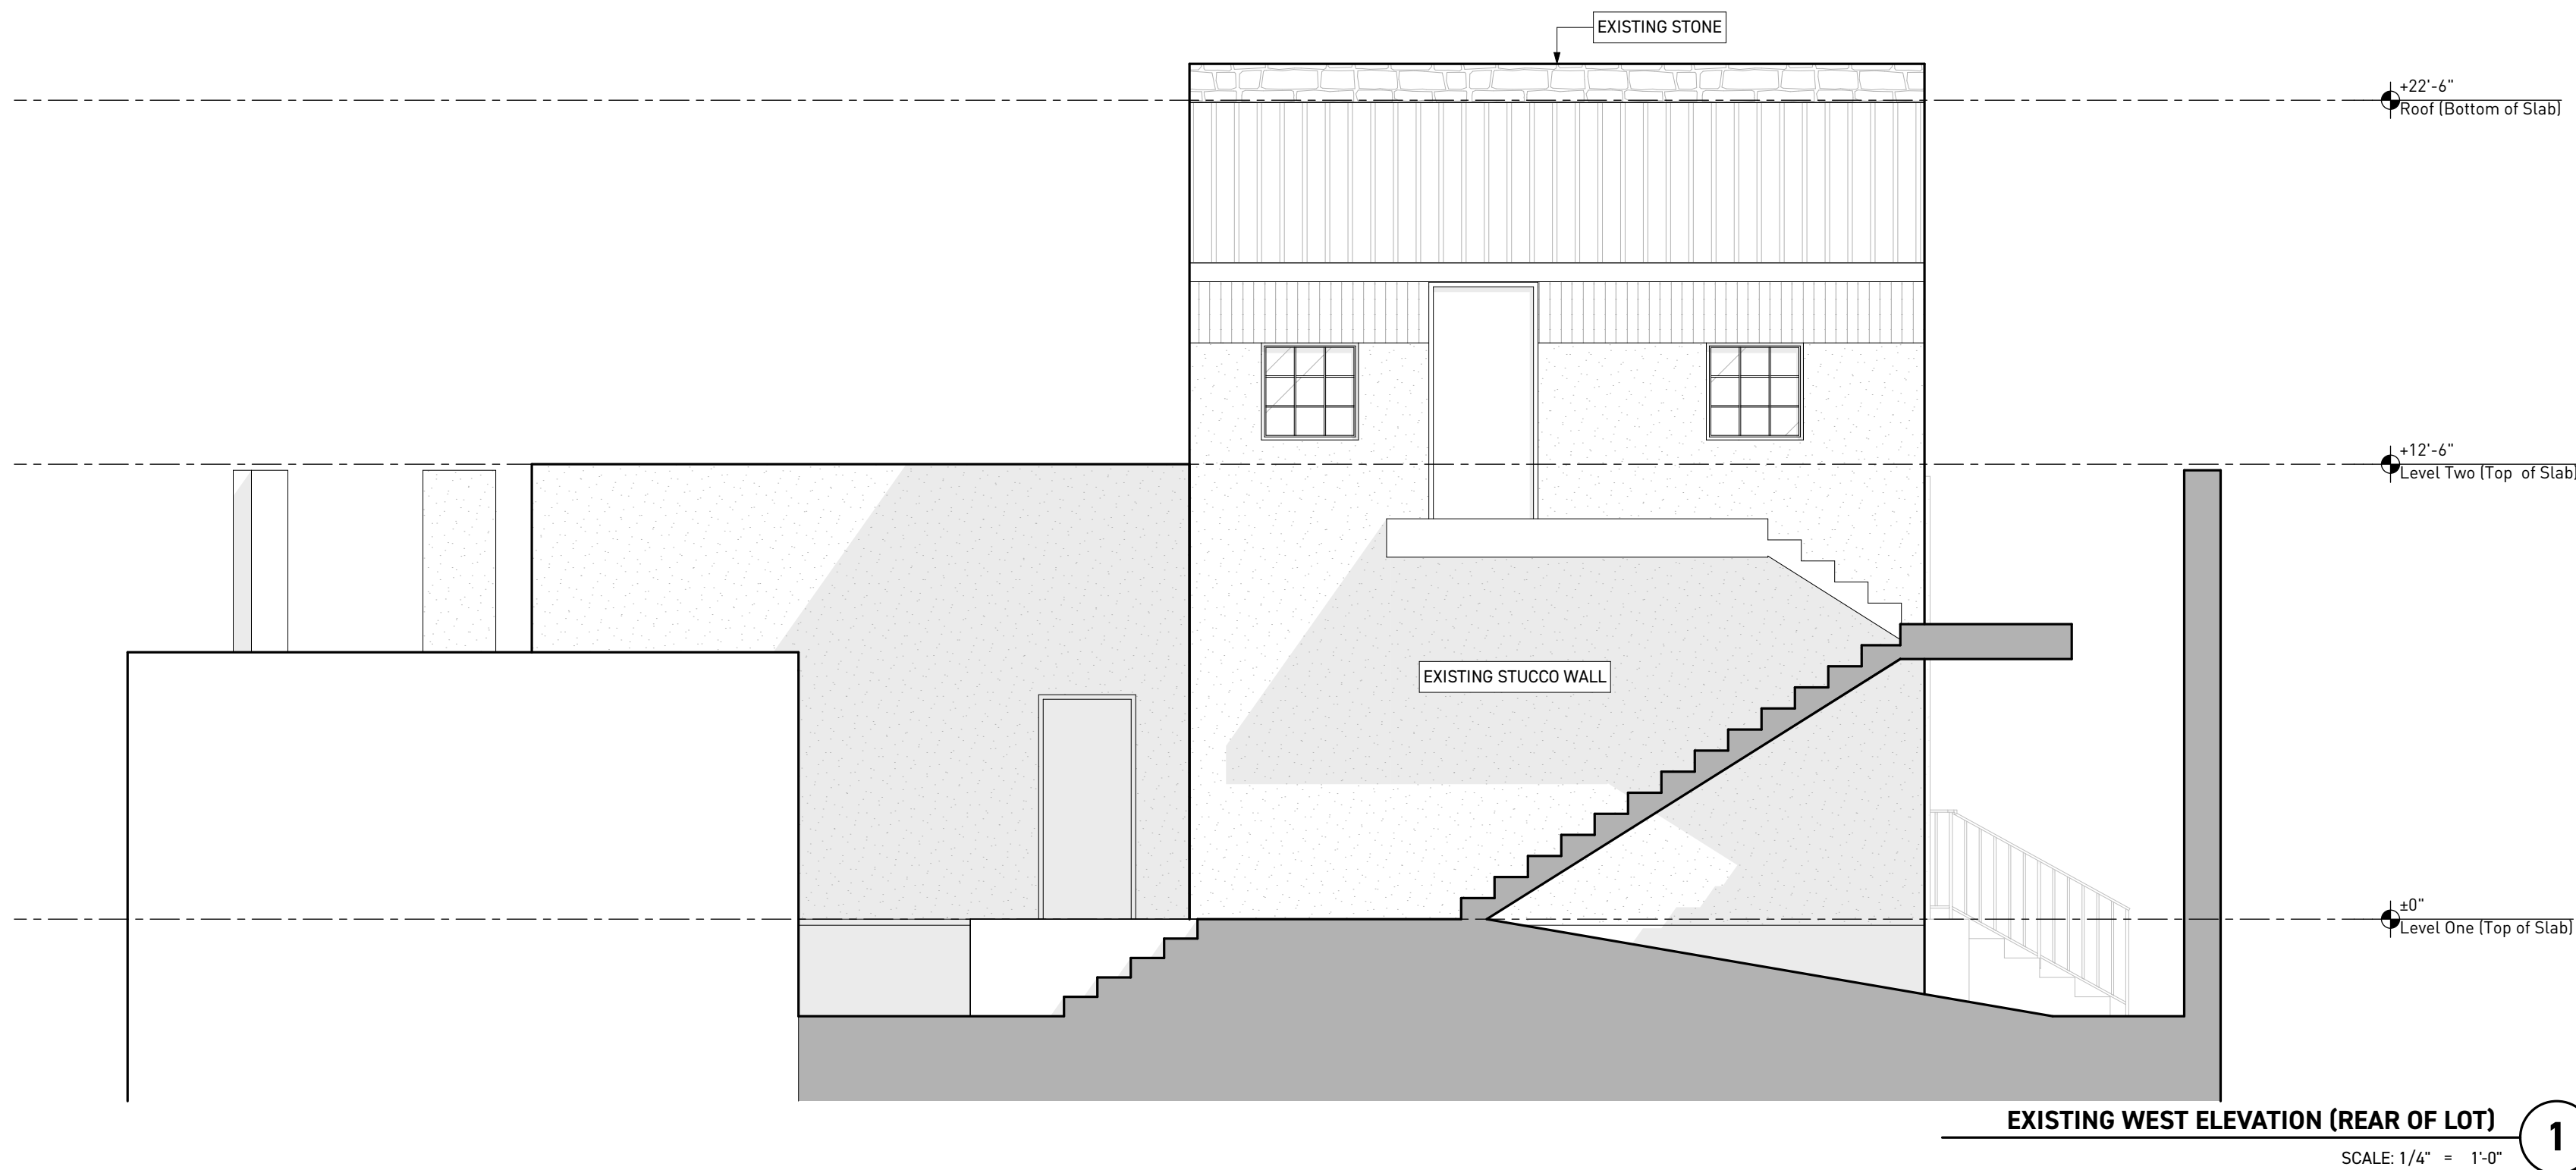 EXISTING STONE
+22'-6"
Roof (Bottom of Slab)
+12'-6"
Level Two (Top of Slab)
EXISTING STUCCO WALL
±0"
Level One (Top of Slab)
EXISTING WEST ELEVATION (REAR OF LOT)
1
SCALE: 1/4" = 1'-0"